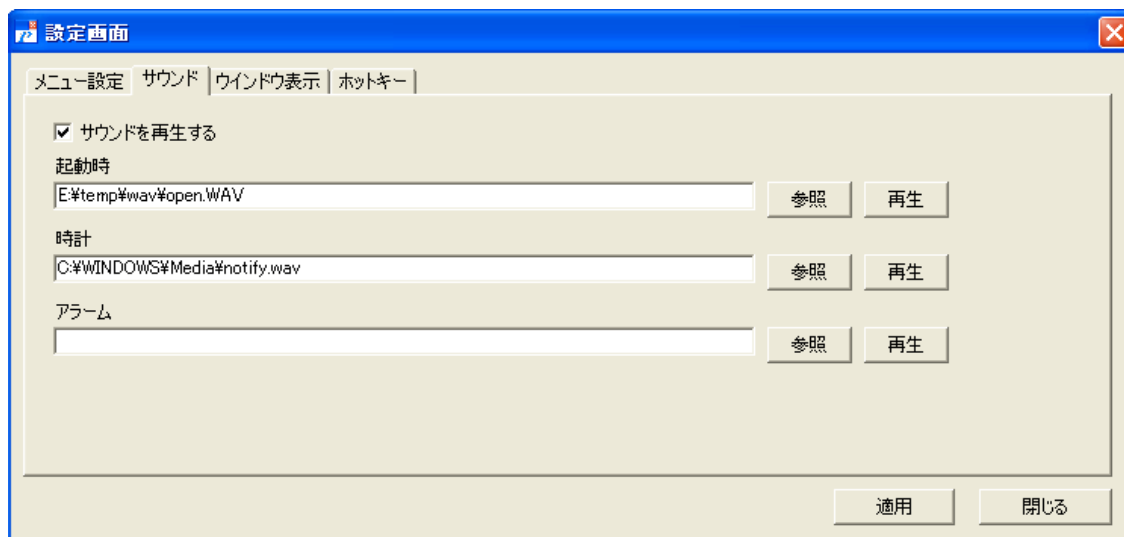 設定画面
メニュー設定 サウンド ウインドウ表示 ホットキー
サウンドを再生する
起動時
E:¥temp¥wav¥open.WAV 参照 再生
時計
C:¥WINDOWS¥Media¥notify.wav 参照 再生
アラーム
参照 再生
適用 閉じる